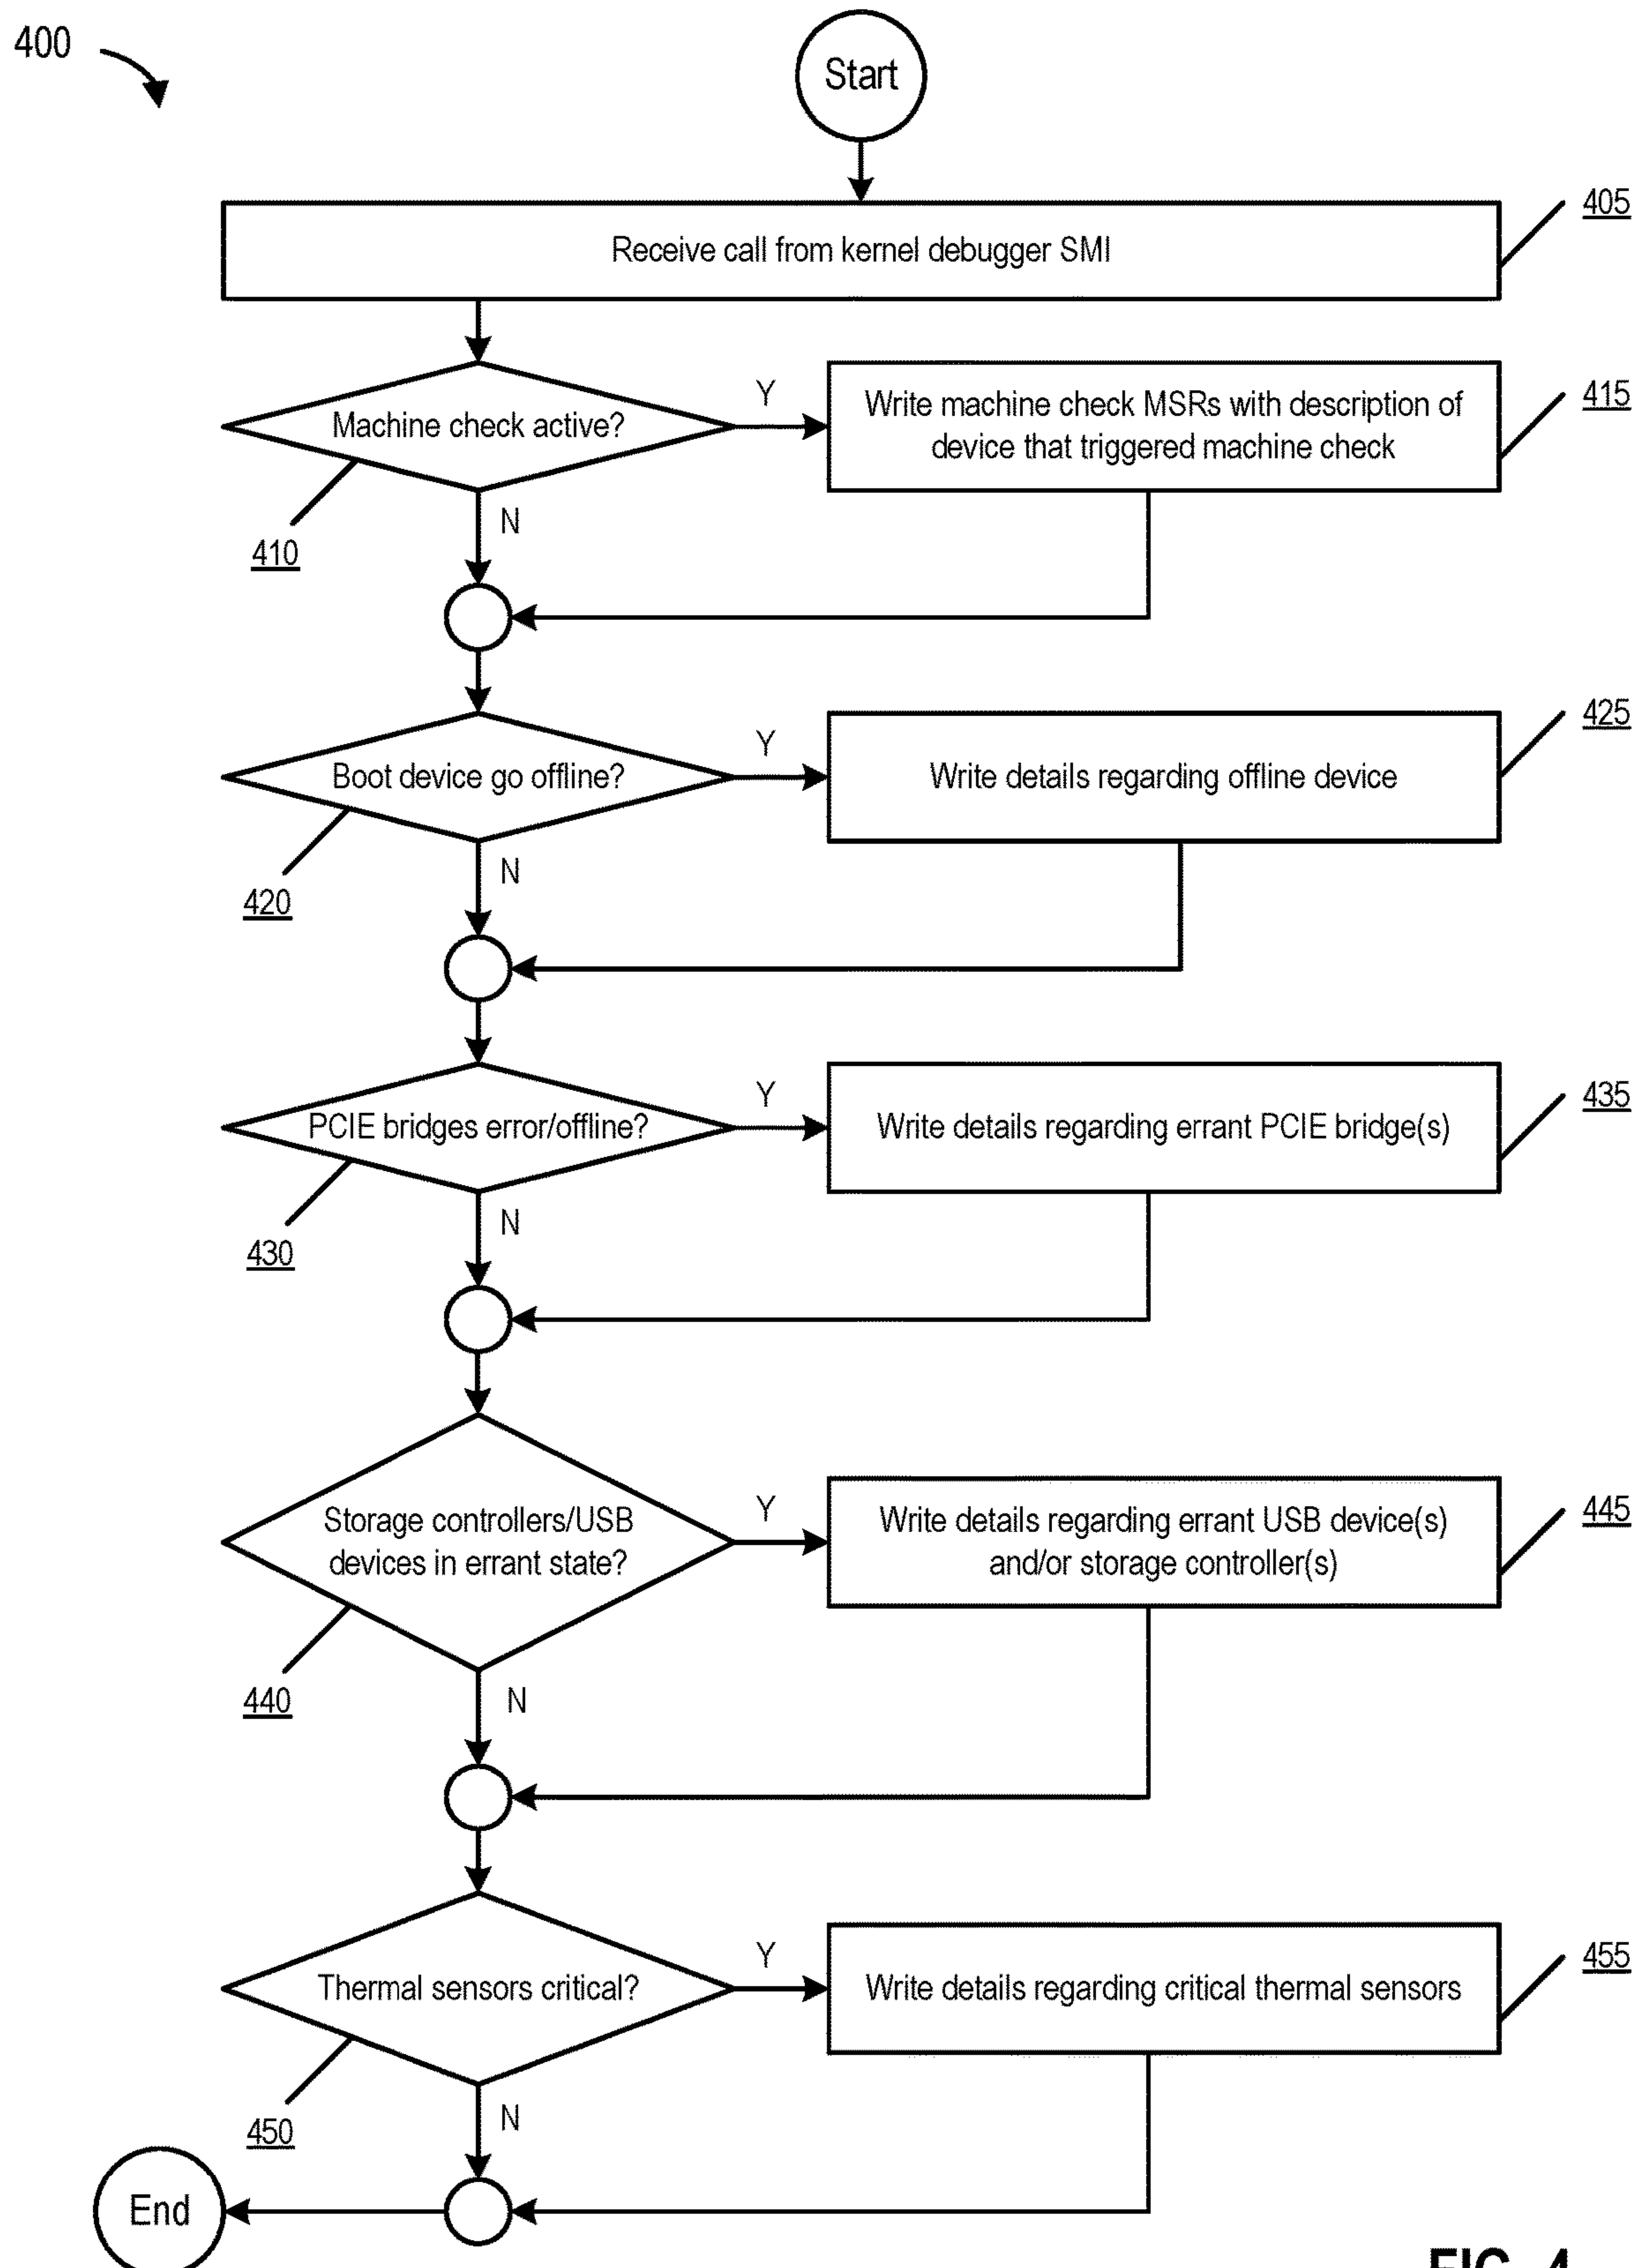 400
Start
405
Receive call from kernel debugger SMI
Machine check active?
Y
Write machine check MSRs with description of
device that triggered machine check
415
410
N
Boot device go offline?
Y
Write details regarding offline device
425
420
N
PCIE bridges error/offline?
Y
Write details regarding errant PCIE bridge(s)
435
430
N
Storage controllers/USB
devices in errant state?
Y
Write details regarding errant USB device(s)
and/or storage controller(s)
445
440
N
Thermal sensors critical?
Y
Write details regarding critical thermal sensors
455
450
N
End
FIG. 4